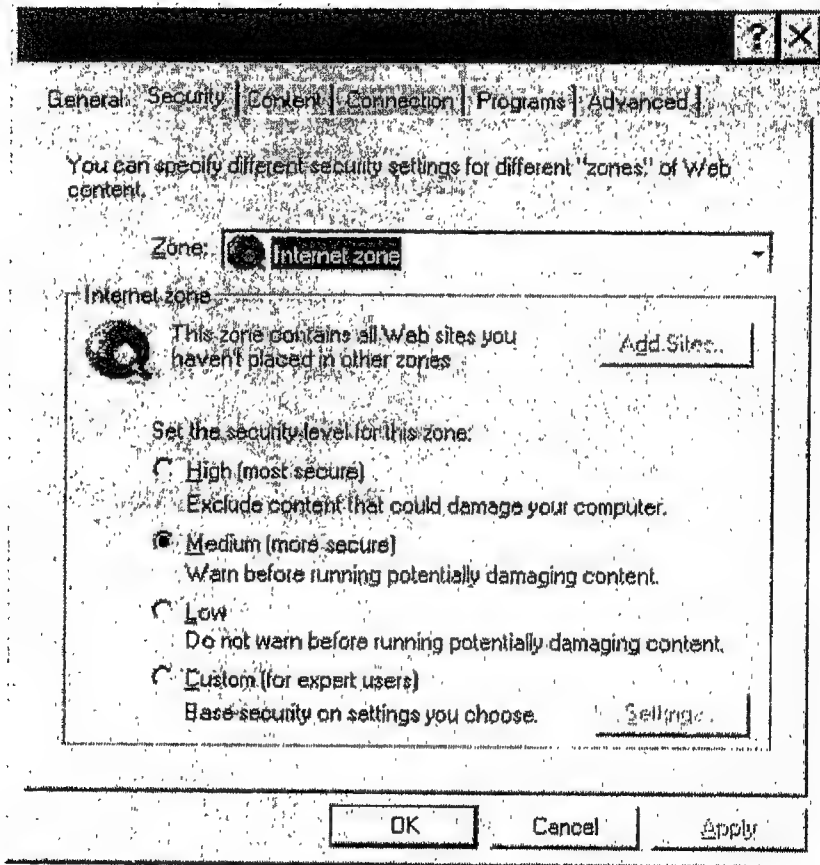 ? ×
General Security Content Connection Programs Advanced
You can specify different security settings for different "zones" of Web
content.
Zone: Internet zone
Internet zone
This zone contains all Web sites you
haven't placed in other zones
Add Sites...
Set the security level for this zone:
High (most secure)
Exclude content that could damage your computer.
Medium (more secure)
Warn before running potentially damaging content.
Low
Do not warn before running potentially damaging content.
Custom (for expert users)
Base security on settings you choose.
Settings...
OK Cancel Apply